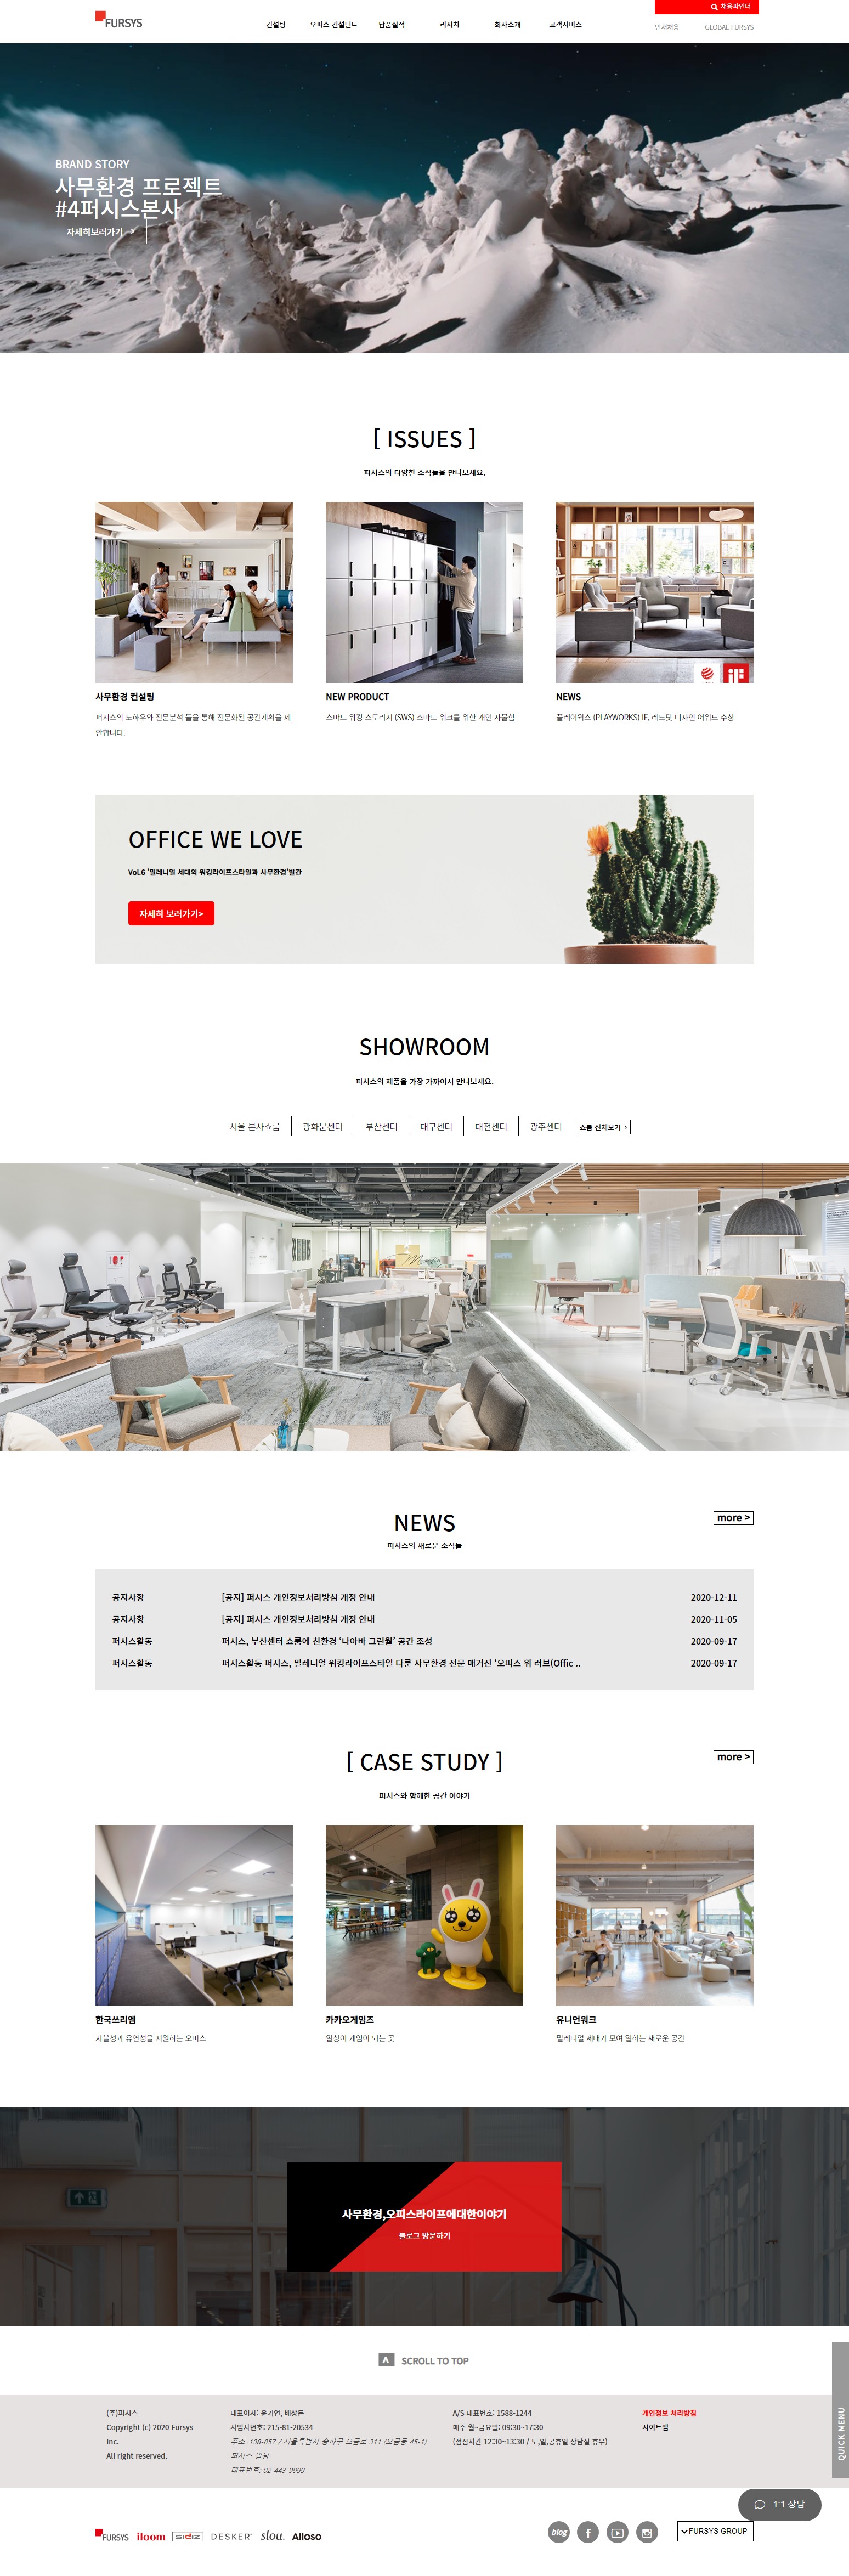 FURSYS
컨설팅 오피스 컨설턴트 납품실적 리서치 회사소개 고객서비스
채용파인더
인재채용 GLOBAL FURSYS
BRAND STORY
사무환경 프로젝트
#4퍼시스본사
자세히보러가기 >
[ ISSUES ]
퍼시스의 다양한 소식들을 만나보세요.
사무환경 컨설팅
퍼시스의 노하우와 전문분석 툴을 통해 전문화된 공간계획을 제
안합니다.
NEW PRODUCT
스마트 워킹 스토리지 (SWS) 스마트 워크를 위한 개인 사물함
NEWS
플레이웍스 (PLAYWORKS) IF, 레드닷 디자인 어워드 수상
OFFICE WE LOVE
Vol.6 '밀레니얼 세대의 워킹라이프스타일과 사무환경'발간
자세히 보러가기>
SHOWROOM
퍼시스의 제품을 가장 가까이서 만나보세요.
서울 본사쇼룸 광화문센터 부산센터 대구센터 대전센터 광주센터 쇼룸 전체보기 >
NEWS
more >
퍼시스의 새로운 소식들
공지사항 [공지] 퍼시스 개인정보처리방침 개정 안내 2020-12-11
공지사항 [공지] 퍼시스 개인정보처리방침 개정 안내 2020-11-05
퍼시스활동 퍼시스, 부산센터 쇼룸에 친환경 ‘나아바 그린월’ 공간 조성 2020-09-17
퍼시스활동 퍼시스활동 퍼시스, 밀레니얼 워킹라이프스타일 다룬 사무환경 전문 매거진 ‘오피스 위 러브(Offic .. 2020-09-17
[ CASE STUDY ]
more >
퍼시스와 함께한 공간 이야기
한국쓰리엠
자율성과 유연성을 지원하는 오피스
카카오게임즈
일상이 게임이 되는 곳
유니언워크
밀레니얼 세대가 모여 일하는 새로운 공간
사무환경,오피스라이프에대한이야기
블로그 방문하기
SCROLL TO TOP
QUICK MENU
(주)퍼시스
Copyright (c) 2020 Fursys
Inc.
All right reserved.
대표이사: 윤기언, 배상돈
사업자번호: 215-81-20534
주소: 138-857 / 서울특별시 송파구 오금로 311 (오금동 45-1)
퍼시스 빌딩
대표번호: 02-443-9999
A/S 대표번호: 1588-1244
매주 월~금요일: 09:30~17:30
(점심시간 12:30~13:30 / 토,일,공휴일 상담실 휴무)
개인정보 처리방침
사이트맵
1:1 상담
FURSYS iloom SIDIZ DESKER slou. Alloso
blog
FURSYS GROUP